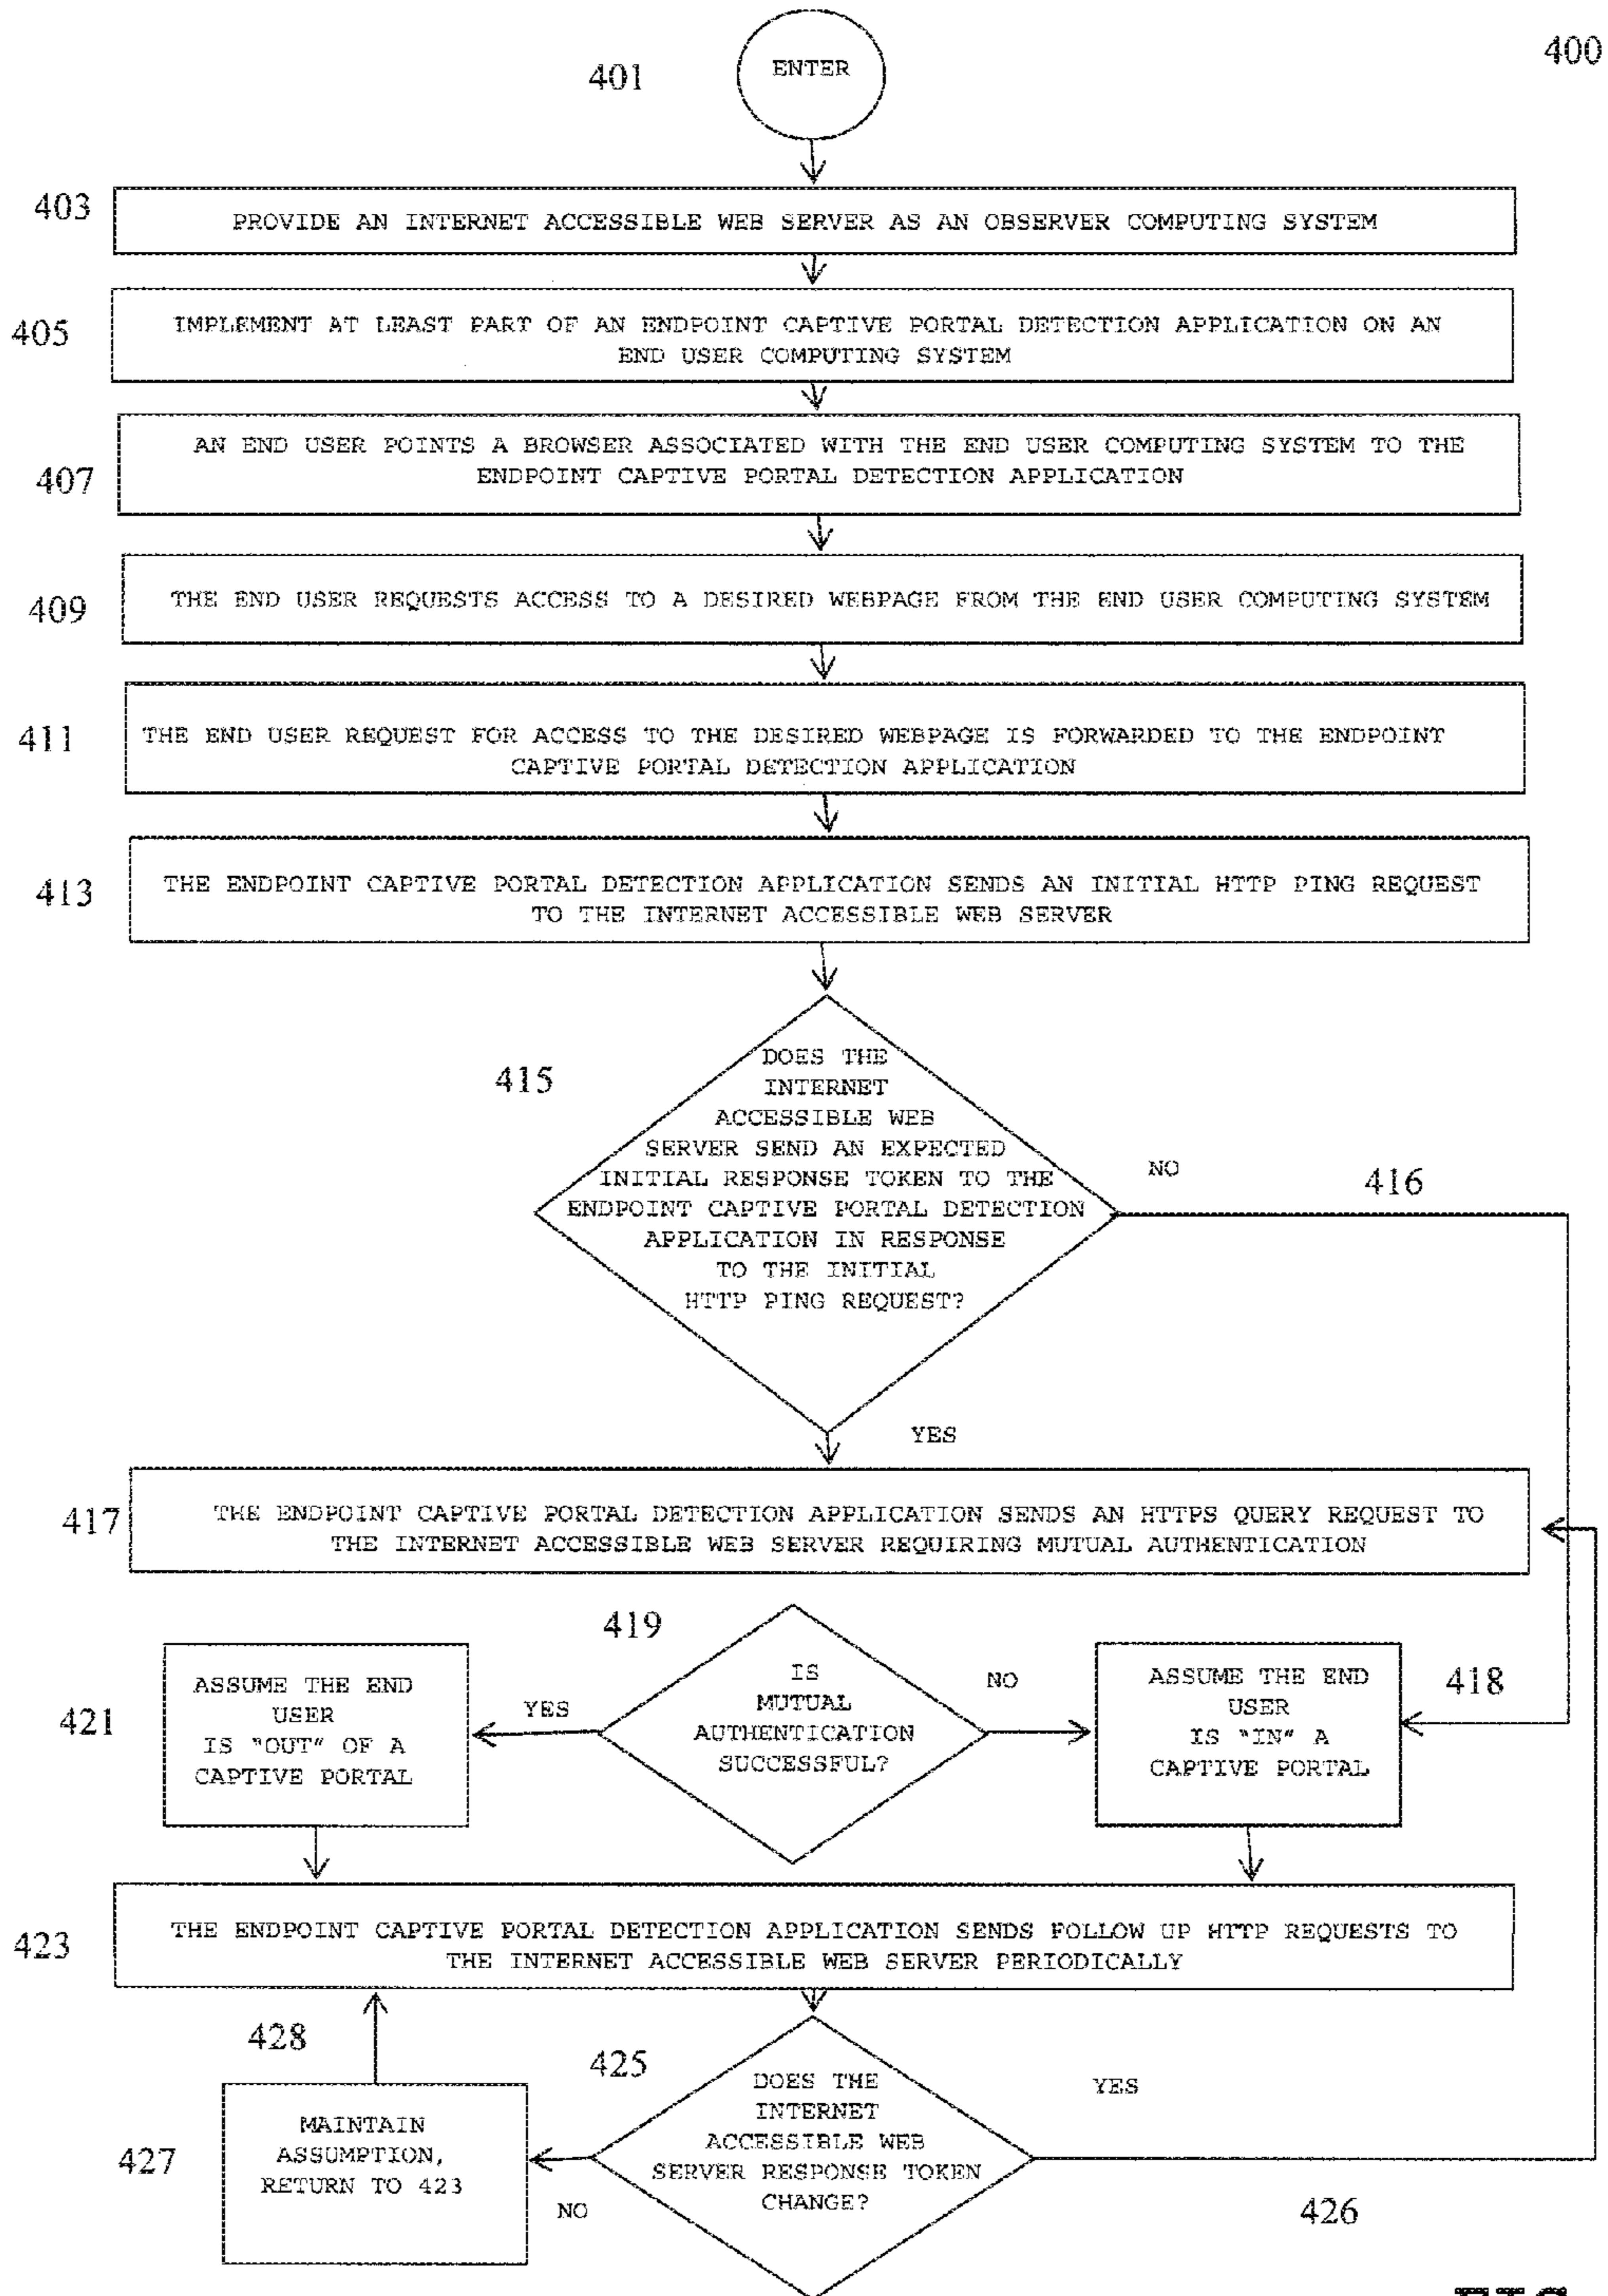 400
401
ENTER
403
PROVIDE AN INTERNET ACCESSIBLE WEB SERVER AS AN OBSERVER COMPUTING SYSTEM
405
IMPLEMENT AT LEAST PART OF AN ENDPOINT CAPTIVE PORTAL DETECTION APPLICATION ON AN
END USER COMPUTING SYSTEM
407
AN END USER POINTS A BROWSER ASSOCIATED WITH THE END USER COMPUTING SYSTEM TO THE
ENDPOINT CAPTIVE PORTAL DETECTION APPLICATION
409
THE END USER REQUESTS ACCESS TO A DESIRED WEBPAGE FROM THE END USER COMPUTING SYSTEM
411
THE END USER REQUEST FOR ACCESS TO THE DESIRED WEBPAGE IS FORWARDED TO THE ENDPOINT
CAPTIVE PORTAL DETECTION APPLICATION
413
THE ENDPOINT CAPTIVE PORTAL DETECTION APPLICATION SENDS AN INITIAL HTTP PING REQUEST
TO THE INTERNET ACCESSIBLE WEB SERVER
415
DOES THE
INTERNET
ACCESSIBLE WEB
SERVER SEND AN EXPECTED
INITIAL RESPONSE TOKEN TO THE
ENDPOINT CAPTIVE PORTAL DETECTION
APPLICATION IN RESPONSE
TO THE INITIAL
HTTP PING REQUEST?
NO
416
YES
417
THE ENDPOINT CAPTIVE PORTAL DETECTION APPLICATION SENDS AN HTTPS QUERY REQUEST TO
THE INTERNET ACCESSIBLE WEB SERVER REQUIRING MUTUAL AUTHENTICATION
419
IS
MUTUAL
AUTHENTICATION
SUCCESSFUL?
YES
NO
421
ASSUME THE END
USER
IS "OUT" OF A
CAPTIVE PORTAL
ASSUME THE END
USER
IS "IN" A
CAPTIVE PORTAL
418
423
THE ENDPOINT CAPTIVE PORTAL DETECTION APPLICATION SENDS FOLLOW UP HTTP REQUESTS TO
THE INTERNET ACCESSIBLE WEB SERVER PERIODICALLY
428
425
DOES THE
INTERNET
ACCESSIBLE WEB
SERVER RESPONSE TOKEN
CHANGE?
YES
427
MAINTAIN
ASSUMPTION,
RETURN TO 423
NO
426